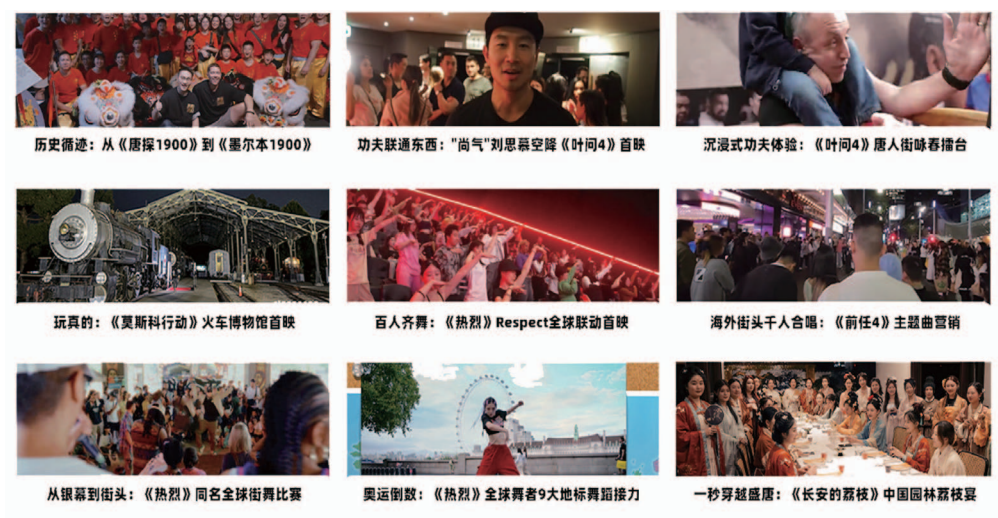 历史循迹：从《唐探1900》到《墨尔本1900》
功夫联通东西："尚气"刘思慕空降《叶问4》首映
沉浸式功夫体验：《叶问4》唐人街咏春擂台
玩真的：《莫斯科行动》火车博物馆首映
百人齐舞：《热烈》Respect全球联动首映
海外街头千人合唱：《前任4》主题曲营销
从银幕到街头：《热烈》同名全球街舞比赛
奥运倒数：《热烈》全球舞者9大地标舞蹈接力
一秒穿越盛唐：《长安的荔枝》中国园林荔枝宴